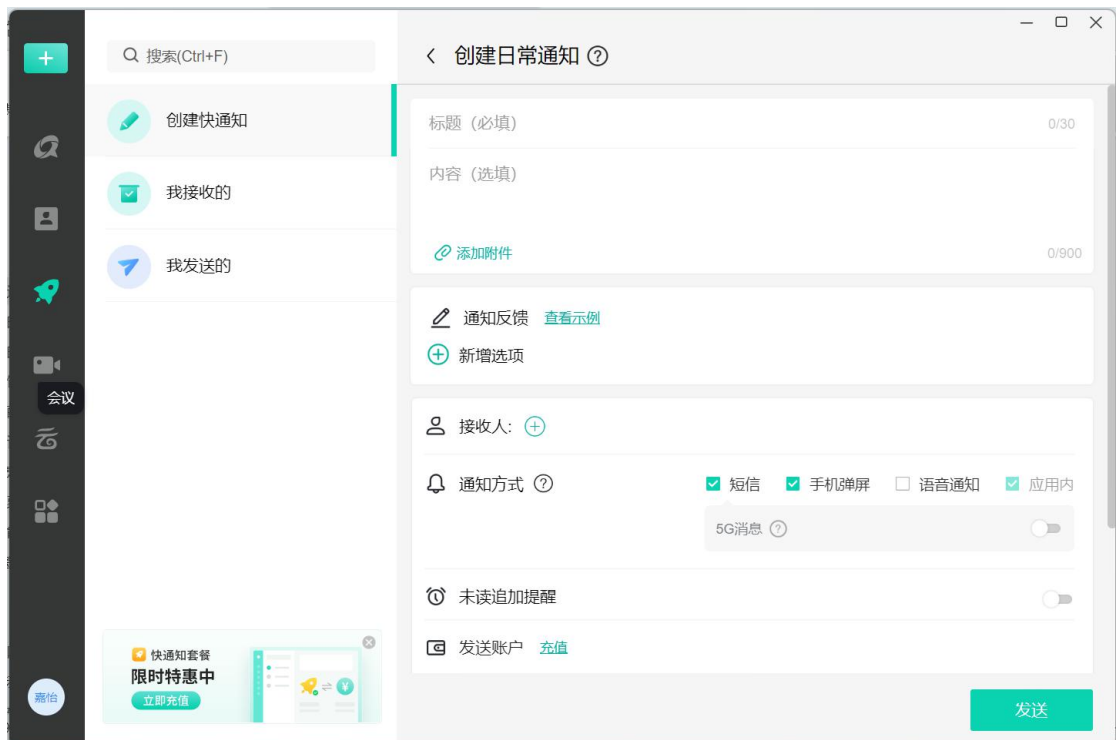 搜索(Ctrl+F)
创建日常通知
创建快通知
我接收的
我发送的
会议
云
嘉怡
标题（必填）
0/30
内容（选填）
添加附件
0/900
通知反馈 查看示例
新增选项
接收人:
通知方式 短信 手机弹屏 语音通知 应用内
5G消息
未读追加提醒
发送账户 充值
快通知套餐
限时特惠中
立即充值
发送